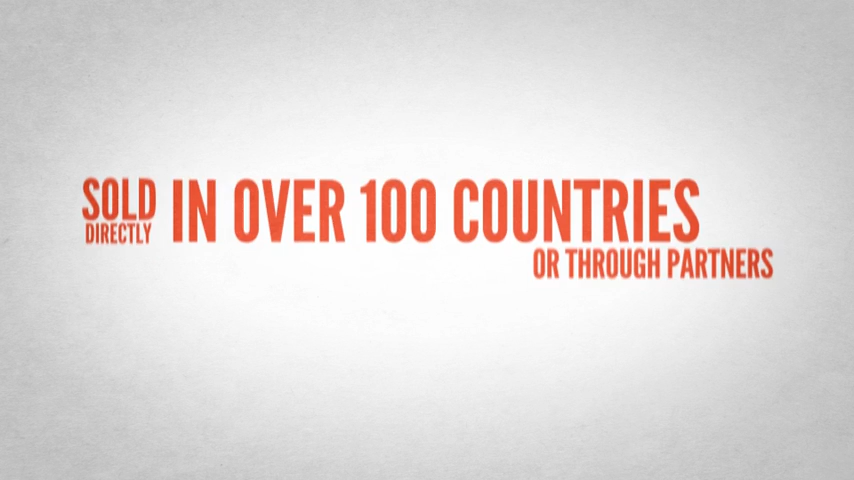 SOLD
DIRECTLY
IN OVER 100 COUNTRIES
OR THROUGH PARTNERS